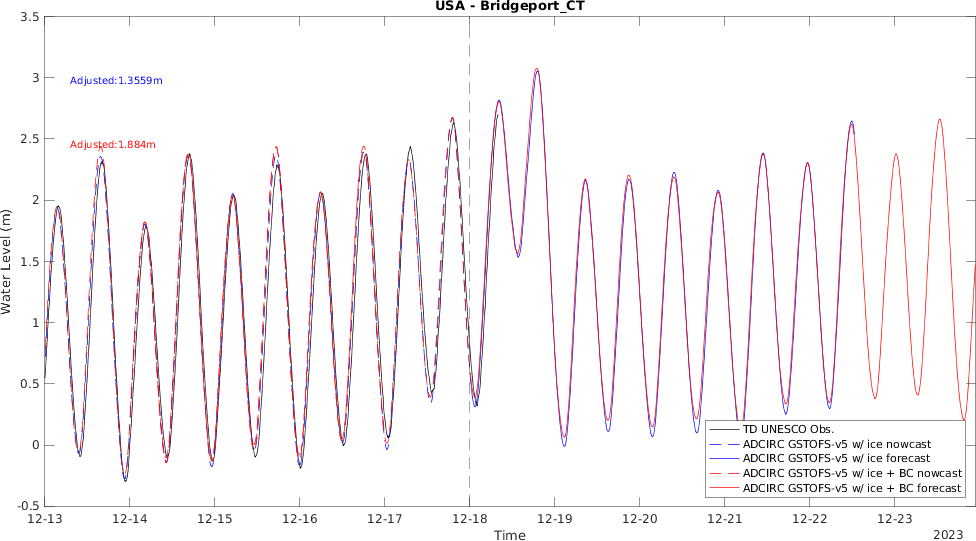 USA - Bridgeport_CT
3.5
3
2.5
2
1.5
1
0.5
0
-0.5
Water Level (m)
Adjusted:1.3559m
Adjusted:1.884m
TD UNESCO Obs.
ADCIRC GSTOFS-v5 w/ ice nowcast
ADCIRC GSTOFS-v5 w/ ice forecast
ADCIRC GSTOFS-v5 w/ ice + BC nowcast
ADCIRC GSTOFS-v5 w/ ice + BC forecast
12-13 12-14 12-15 12-16 12-17 12-18 12-19 12-20 12-21 12-22 12-23
Time
2023